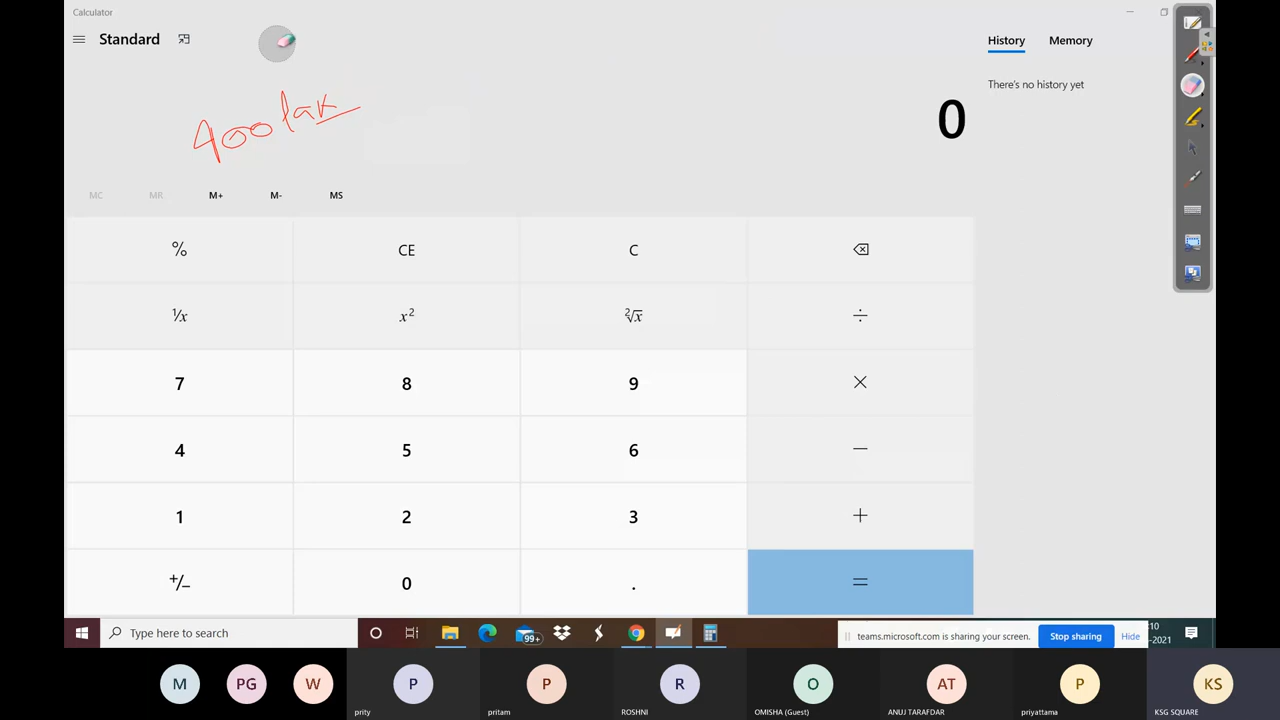 Calculator
Standard
History
Memory
There's no history yet
400 lak
0
MC MR M+ M- MS
% CE C
¹/x x² ²√x ÷
7 8 9 ×
4 5 6 −
1 2 3 +
+/− 0 . =
Type here to search
99+
teams.microsoft.com is sharing your screen.
Stop sharing
Hide
:10
-2021
M PG W P P R O AT P KS
prity pritam ROSHNI OMISHA (Guest) ANUJ TARAFDAR priyattama KSG SQUARE